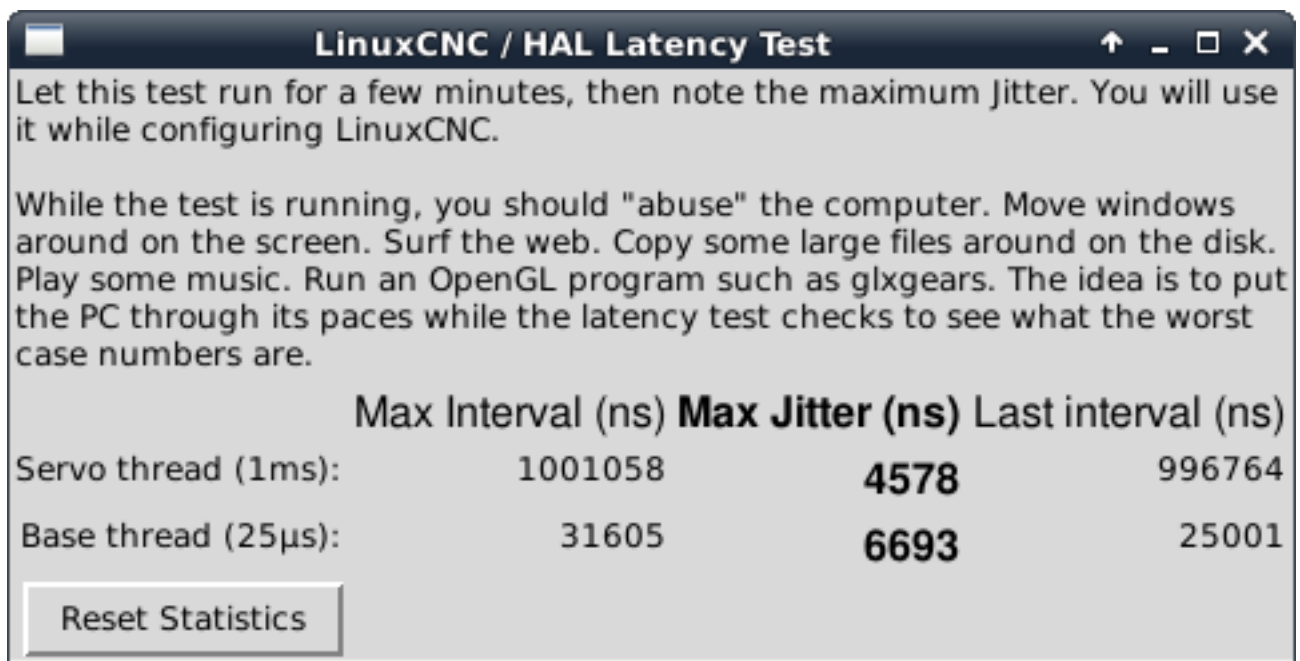 LinuxCNC / HAL Latency Test
Let this test run for a few minutes, then note the maximum Jitter. You will use
it while configuring LinuxCNC.
While the test is running, you should "abuse" the computer. Move windows
around on the screen. Surf the web. Copy some large files around on the disk.
Play some music. Run an OpenGL program such as glxgears. The idea is to put
the PC through its paces while the latency test checks to see what the worst
case numbers are.
Max Interval (ns) Max Jitter (ns) Last interval (ns)
Servo thread (1ms): 1001058 4578 996764
Base thread (25µs): 31605 6693 25001
Reset Statistics